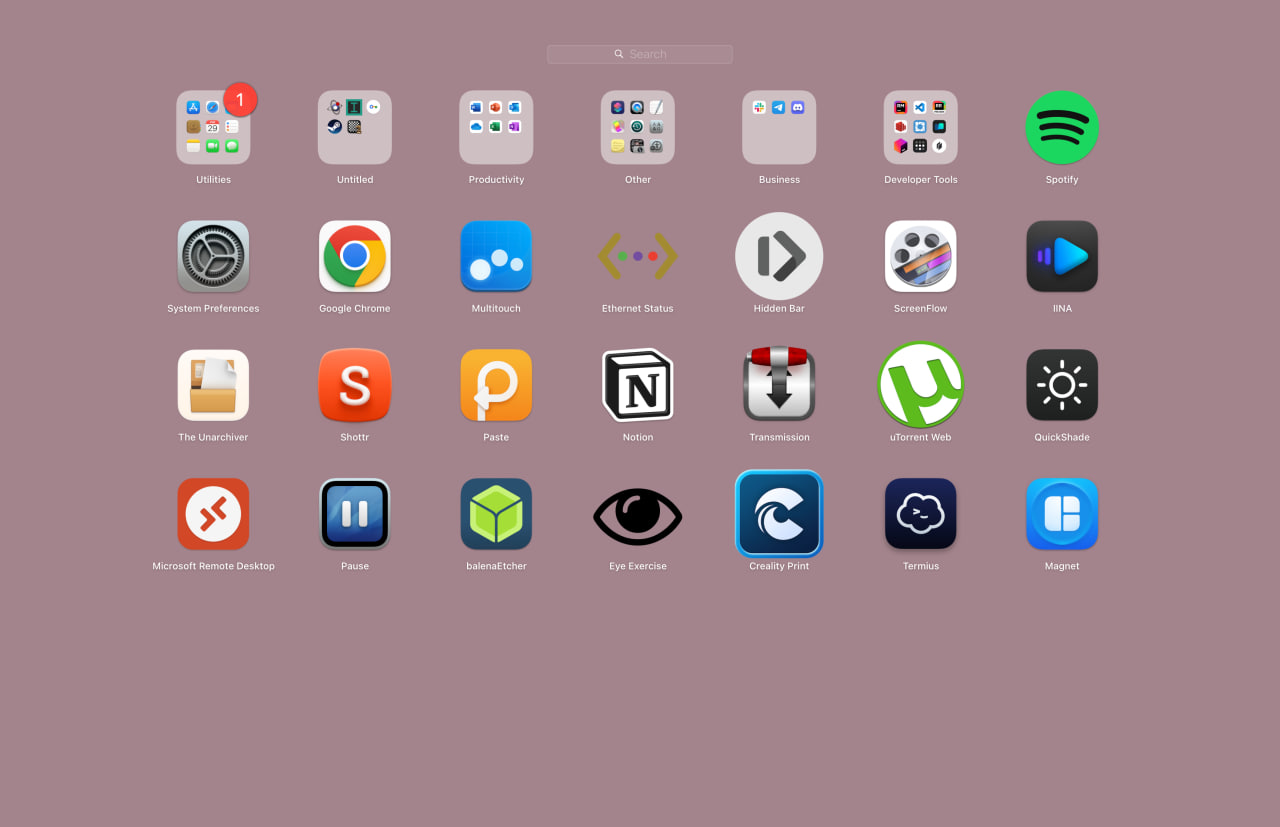 Search
1
29
Utilities
Untitled
Productivity
Other
Business
Developer Tools
Spotify
System Preferences
Google Chrome
Multitouch
Ethernet Status
Hidden Bar
ScreenFlow
IINA
S
P
N
µ
The Unarchiver
Shottr
Paste
Notion
Transmission
uTorrent Web
QuickShade
Microsoft Remote Desktop
Pause
balenaEtcher
Eye Exercise
Creality Print
Termius
Magnet